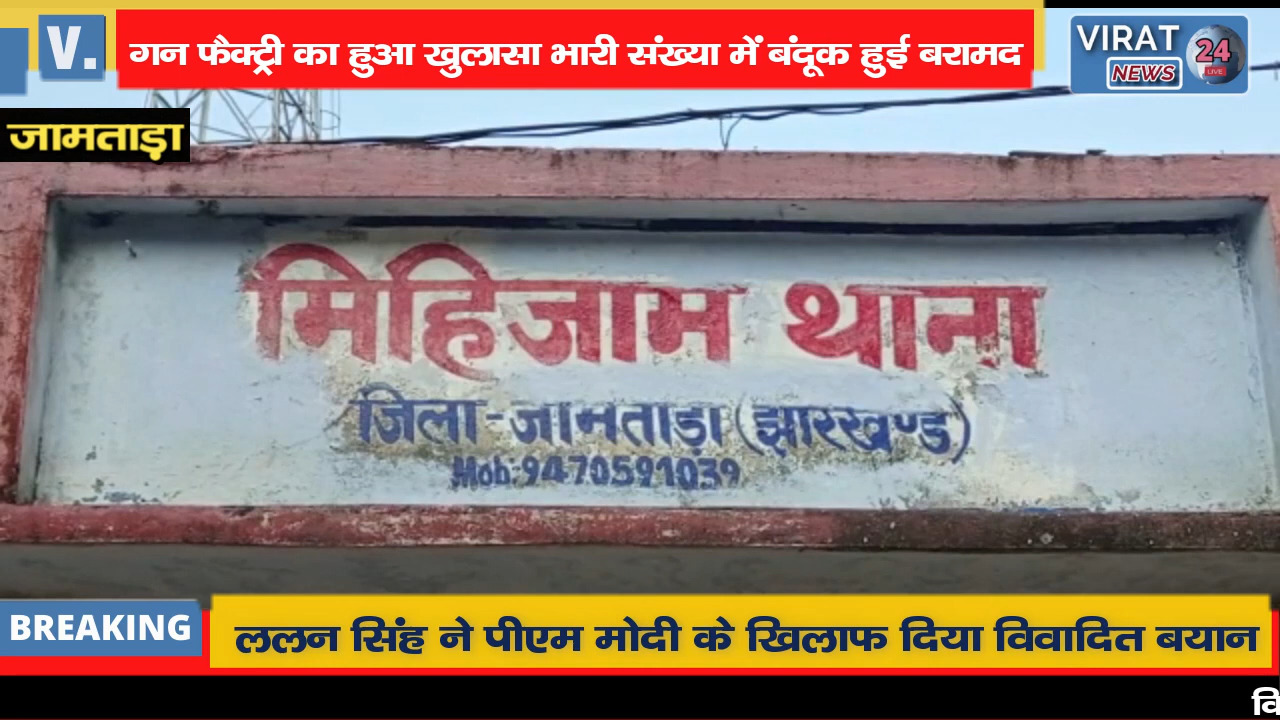 V.
गन फैक्ट्री का हुआ खुलासा भारी संख्या में बंदूक हुई बरामद
VIRAT
NEWS
24
LIVE
जामताड़ा
मिहिजाम थाना
जिला-जामताड़ा (झारखण्ड)
Mob:9470591039
BREAKING
ललन सिंह ने पीएम मोदी के खिलाफ दिया विवादित बयान
वि